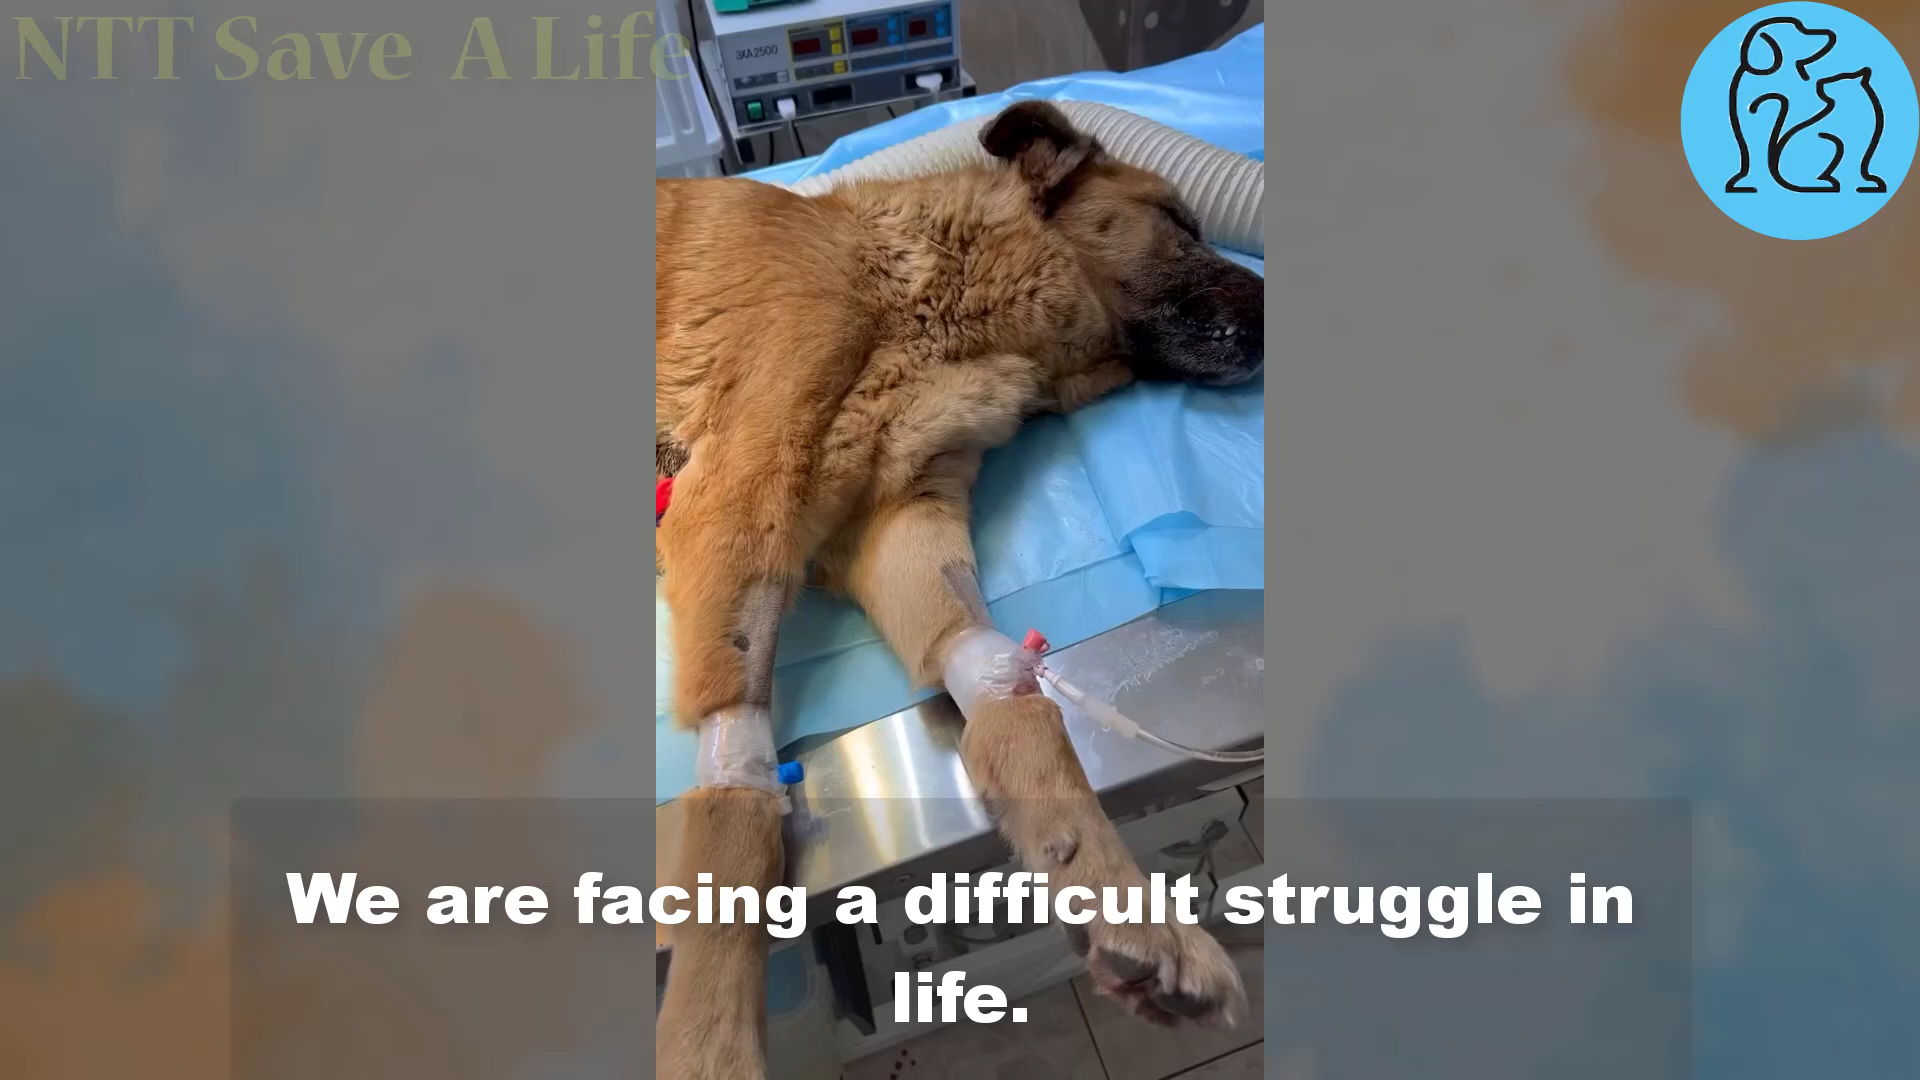 NTT Save A Life
ЭХА2500
We are facing a difficult struggle in
life.